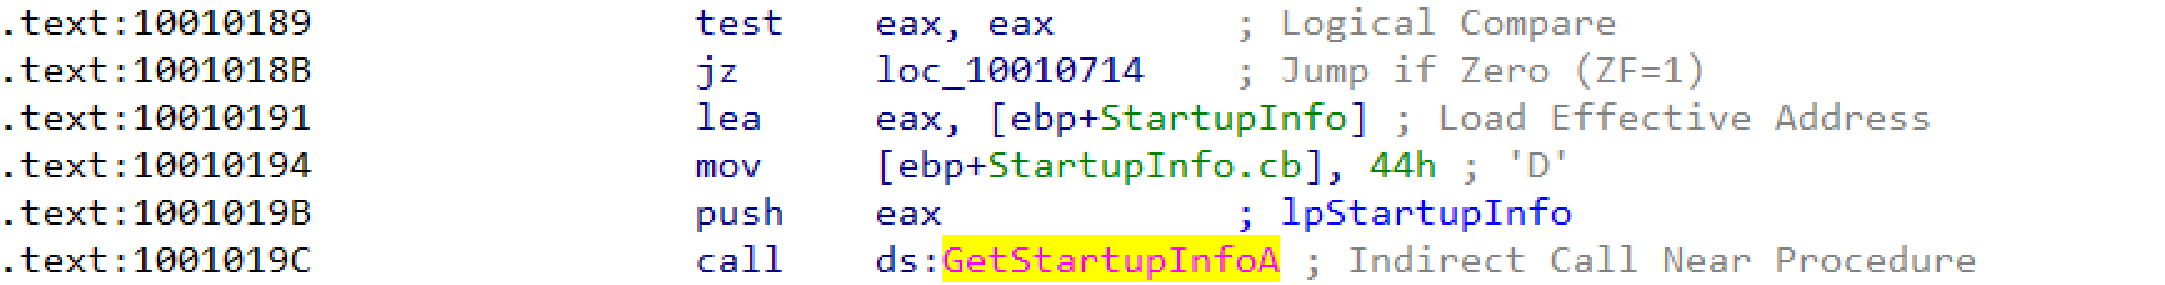 .text:10010189 test eax, eax ; Logical Compare
.text:1001018B jz loc_10010714 ; Jump if Zero (ZF=1)
.text:10010191 lea eax, [ebp+StartupInfo] ; Load Effective Address
.text:10010194 mov [ebp+StartupInfo.cb], 44h ; 'D'
.text:1001019B push eax ; lpStartupInfo
.text:1001019C call ds:GetStartupInfoA ; Indirect Call Near Procedure